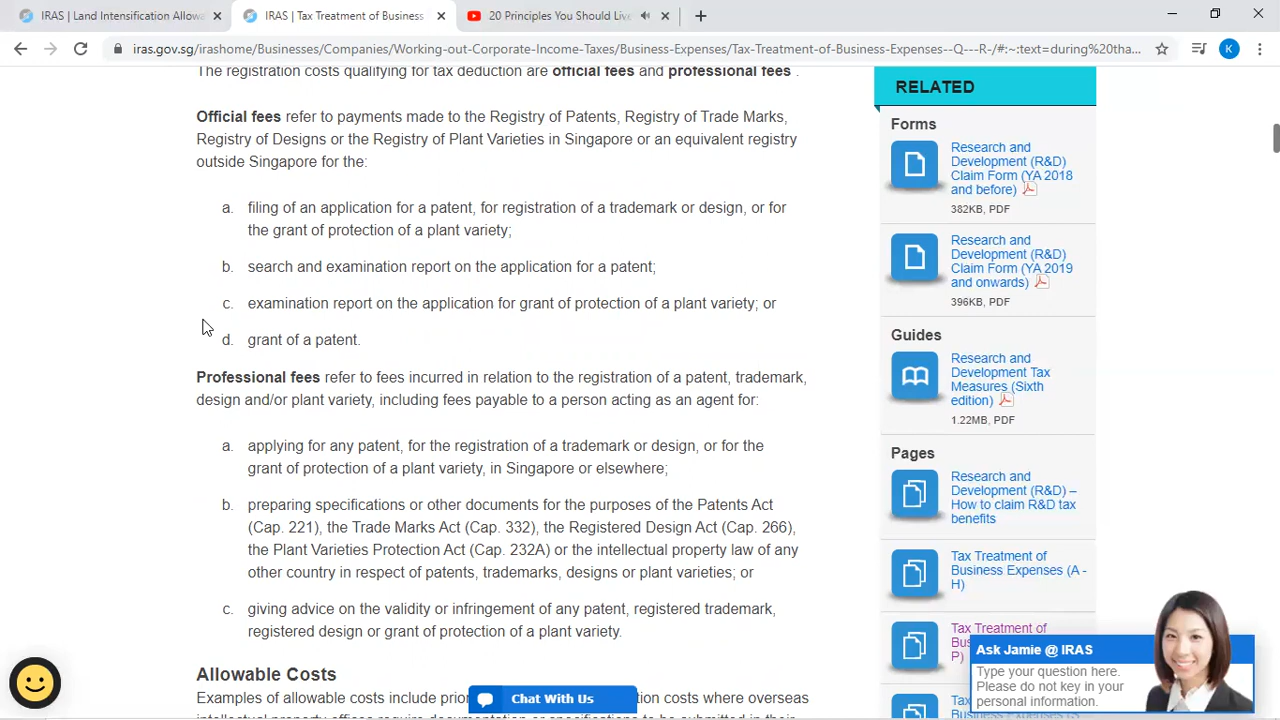 IRAS | Land Intensification Allowa
IRAS | Tax Treatment of Business
20 Principles You Should Live
iras.gov.sg/irashome/Businesses/Companies/Working-out-Corporate-Income-Taxes/Business-Expenses/Tax-Treatment-of-Business-Expenses--Q---R-/#:~:text=during%20tha...
K
The registration costs qualifying for tax deduction are official fees and professional fees .
Official fees refer to payments made to the Registry of Patents, Registry of Trade Marks,
Registry of Designs or the Registry of Plant Varieties in Singapore or an equivalent registry
outside Singapore for the:
a. filing of an application for a patent, for registration of a trademark or design, or for
the grant of protection of a plant variety;
b. search and examination report on the application for a patent;
c. examination report on the application for grant of protection of a plant variety; or
d. grant of a patent.
Professional fees refer to fees incurred in relation to the registration of a patent, trademark,
design and/or plant variety, including fees payable to a person acting as an agent for:
a. applying for any patent, for the registration of a trademark or design, or for the
grant of protection of a plant variety, in Singapore or elsewhere;
b. preparing specifications or other documents for the purposes of the Patents Act
(Cap. 221), the Trade Marks Act (Cap. 332), the Registered Design Act (Cap. 266),
the Plant Varieties Protection Act (Cap. 232A) or the intellectual property law of any
other country in respect of patents, trademarks, designs or plant varieties; or
c. giving advice on the validity or infringement of any patent, registered trademark,
registered design or grant of protection of a plant variety.
Allowable Costs
Examples of allowable costs include
costs where overseas
RELATED
Forms
Research and
Development (R&D)
Claim Form (YA 2018
and before)
382KB, PDF
Research and
Development (R&D)
Claim Form (YA 2019
and onwards)
396KB, PDF
Guides
Research and
Development Tax
Measures (Sixth
edition)
1.22MB, PDF
Pages
Research and
Development (R&D) –
How to claim R&D tax
benefits
Tax Treatment of
Business Expenses (A -
H)
Tax Treatment of
P)
Chat With Us
Ask Jamie @ IRAS
Type your question here.
Please do not key in your
personal information.